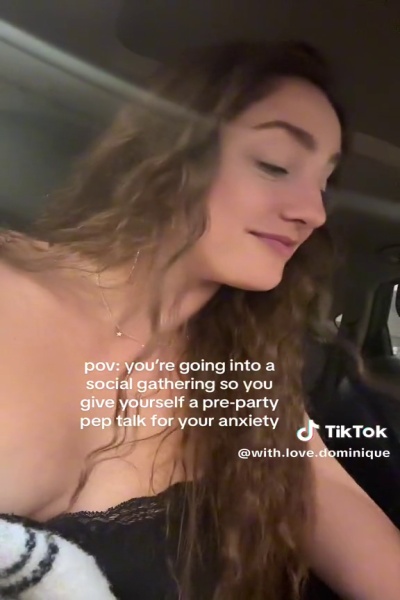 pov: you're going into a
social gathering so you
give yourself a pre-party
pep talk for your anxiety
TikTok
@with.love.dominique